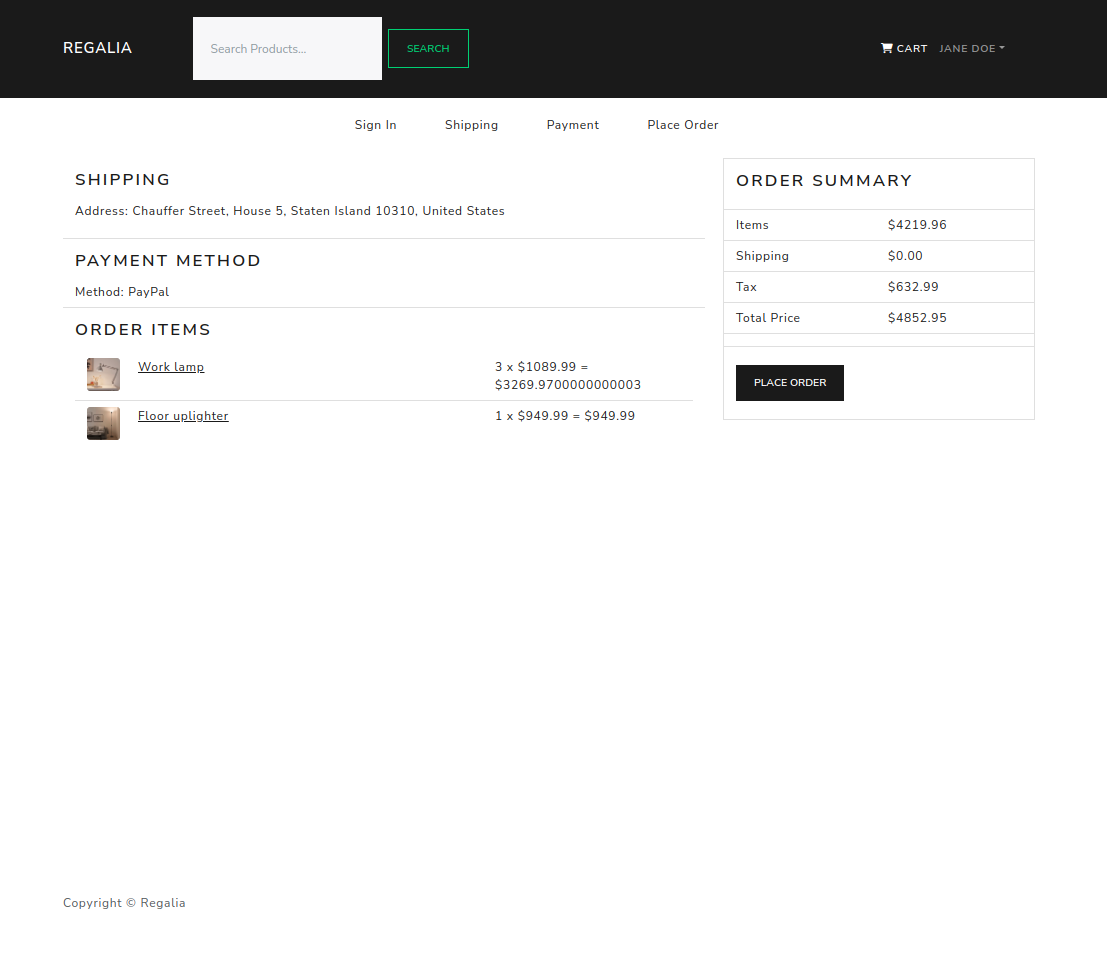 REGALIA
Search Products...
SEARCH
CART
JANE DOE
Sign In
Shipping
Payment
Place Order
SHIPPING
Address: Chauffer Street, House 5, Staten Island 10310, United States
PAYMENT METHOD
Method: PayPal
ORDER ITEMS
Work lamp
3 x $1089.99 =
$3269.9700000000003
Floor uplighter
1 x $949.99 = $949.99
ORDER SUMMARY
Items $4219.96
Shipping $0.00
Tax $632.99
Total Price $4852.95
PLACE ORDER
Copyright © Regalia